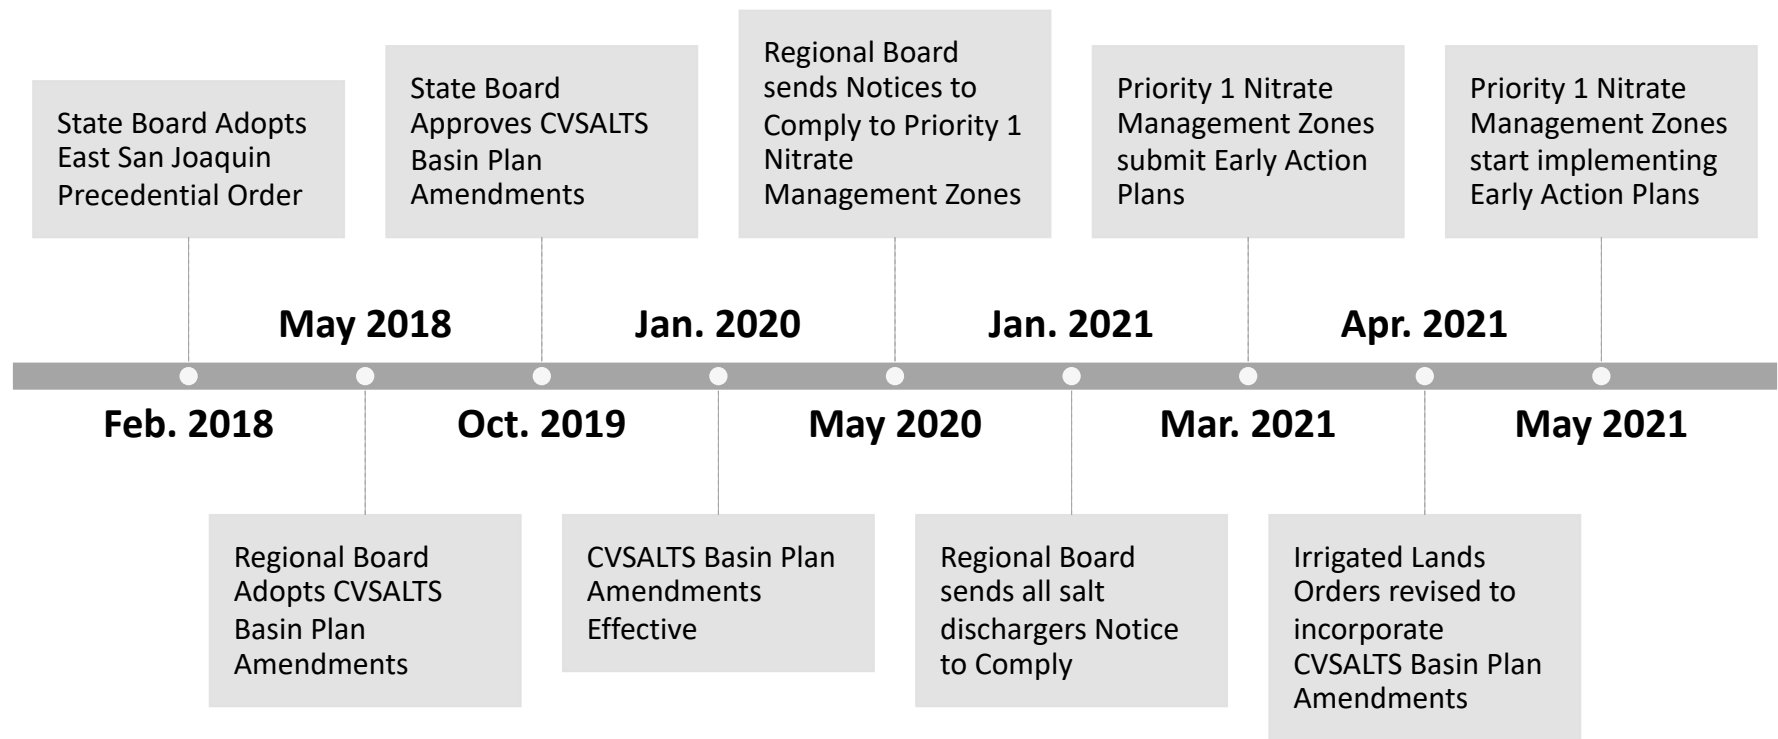 State Board Adopts
East San Joaquin
Precedential Order
State Board
Approves CVSALTS
Basin Plan
Amendments
Regional Board
sends Notices to
Comply to Priority 1
Nitrate
Management Zones
Priority 1 Nitrate
Management Zones
submit Early Action
Plans
Priority 1 Nitrate
Management Zones
start implementing
Early Action Plans
May 2018
Jan. 2020
Jan. 2021
Apr. 2021
Feb. 2018
Oct. 2019
May 2020
Mar. 2021
May 2021
Regional Board
Adopts CVSALTS
Basin Plan
Amendments
CVSALTS Basin Plan
Amendments
Effective
Regional Board
sends all salt
dischargers Notice
to Comply
Irrigated Lands
Orders revised to
incorporate
CVSALTS Basin Plan
Amendments